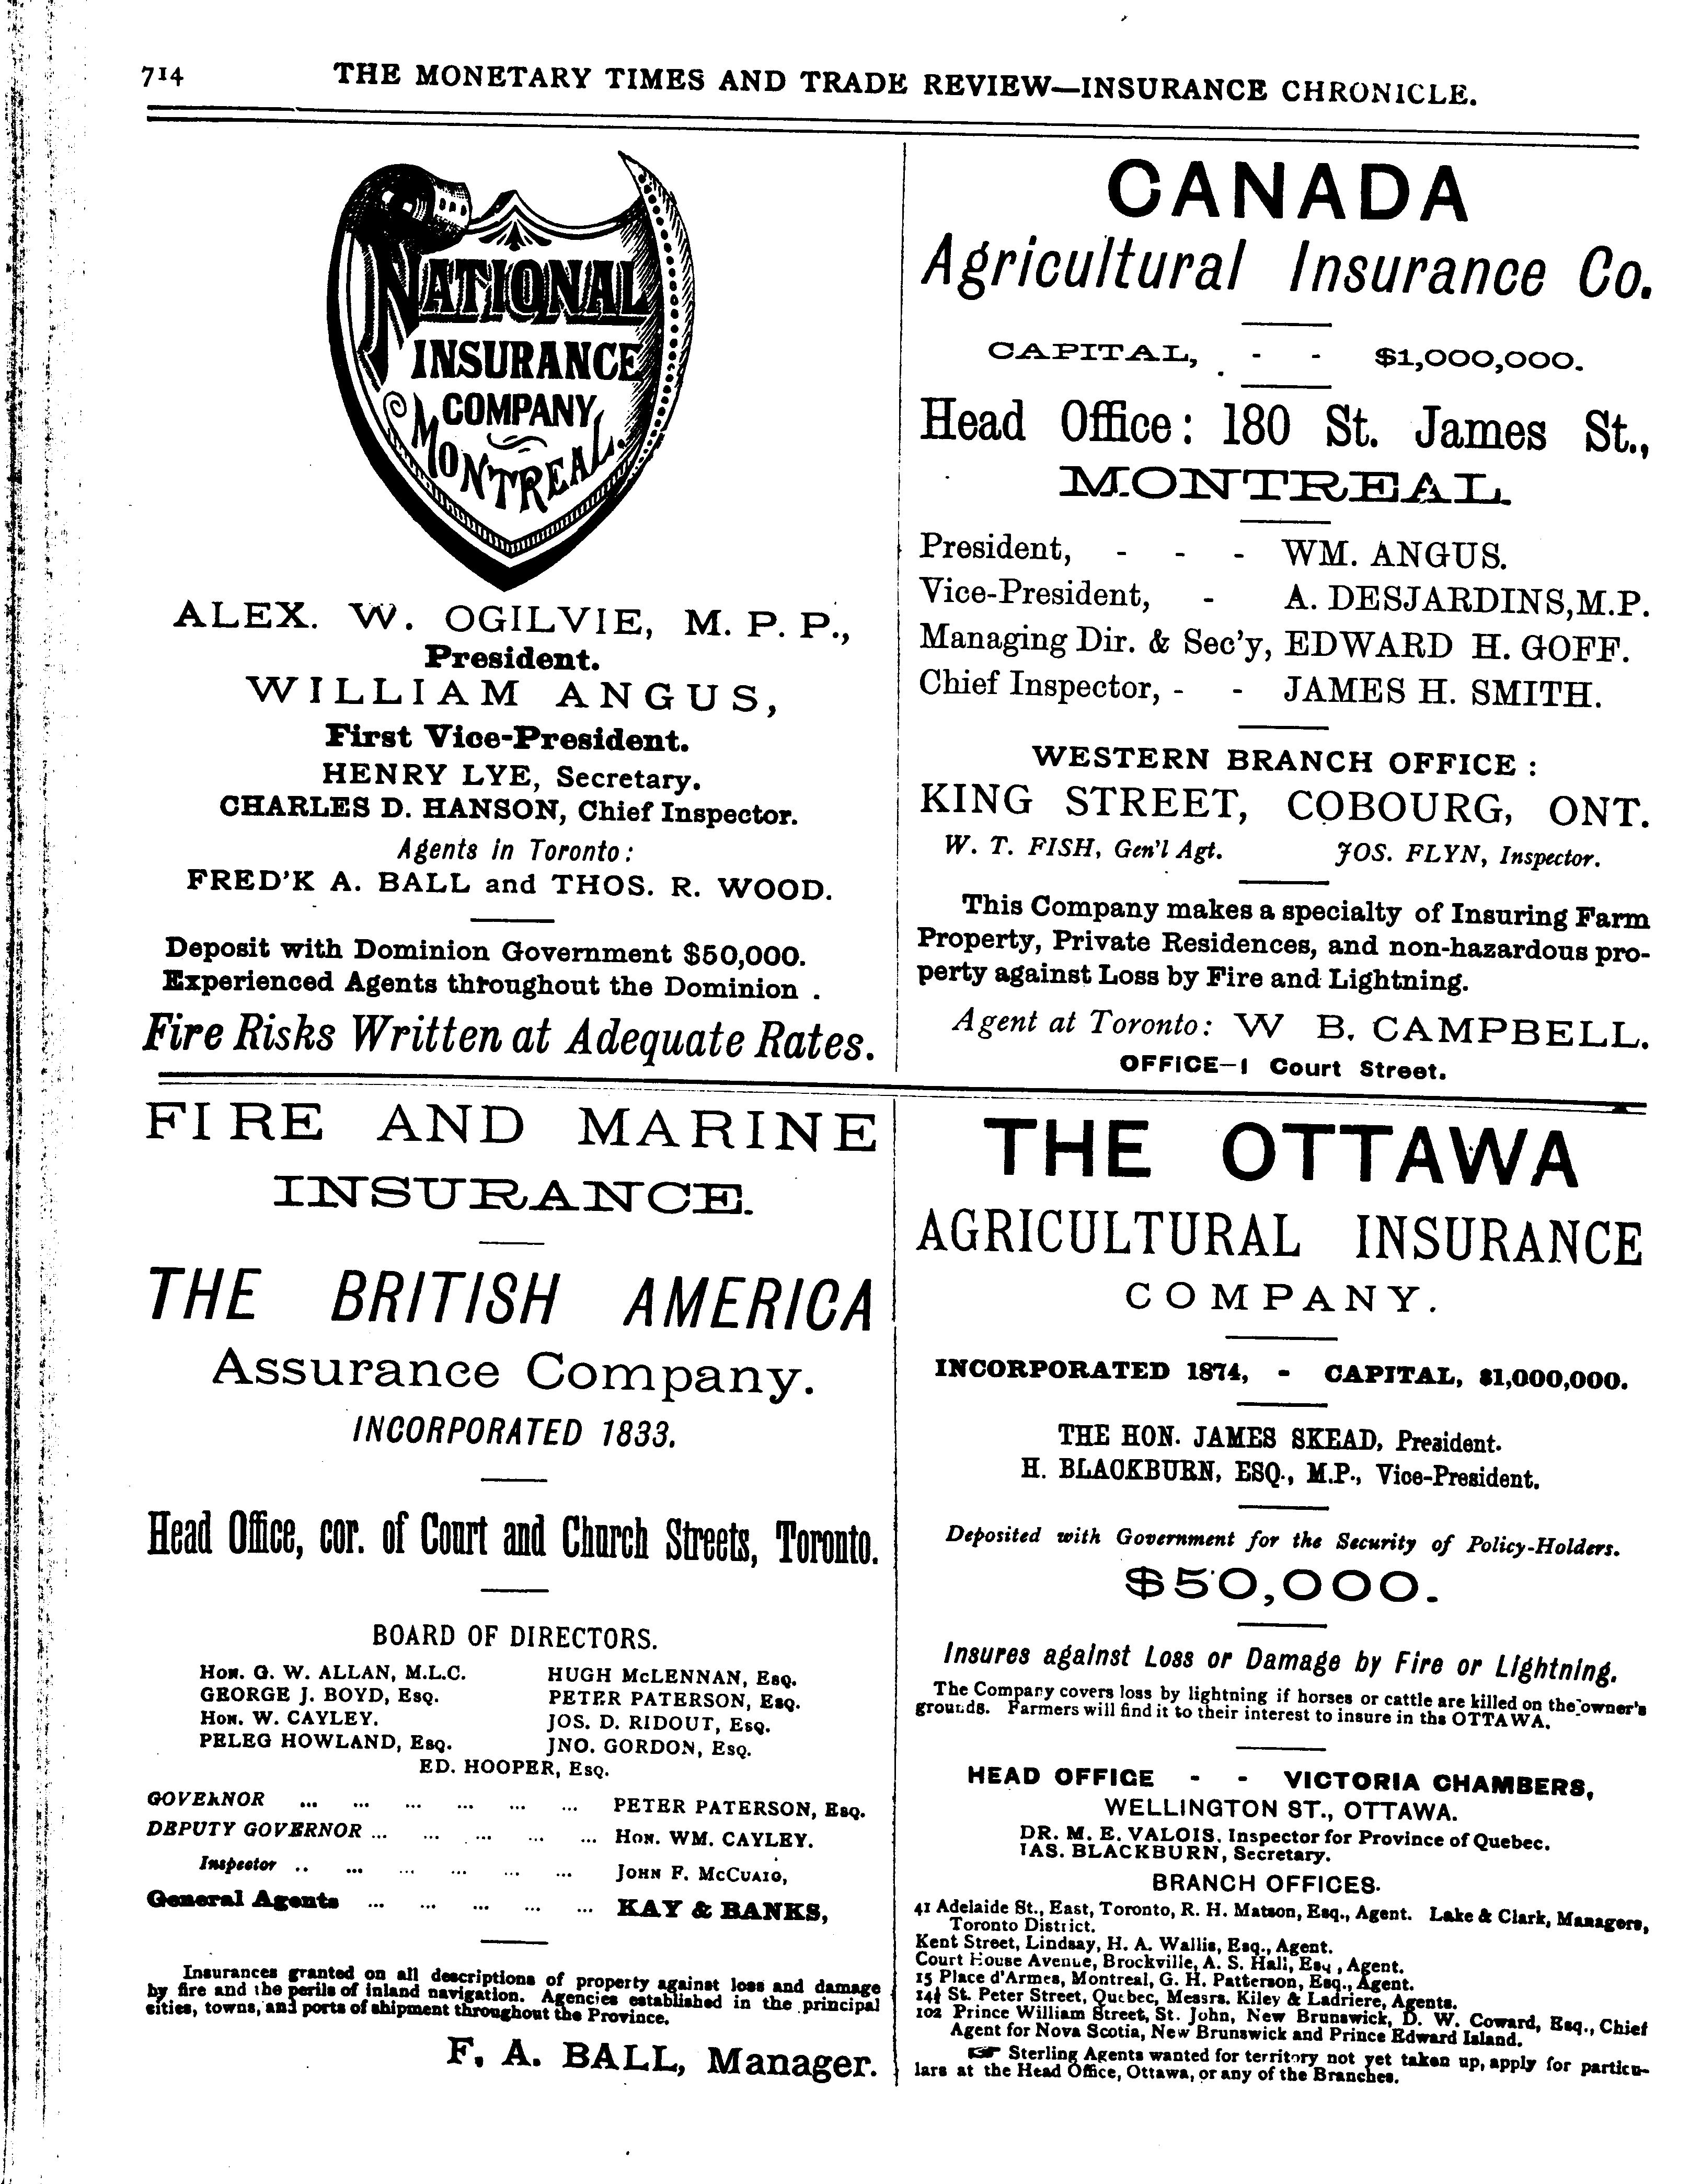 714 THE MONETARY TIMES AND TRADE REVIEW—INSURANCE CHRONICLE.
NATIONAL
INSURANCE
COMPANY
MONTREAL.
ALEX. W. OGILVIE, M. P. P.,
President.
WILLIAM ANGUS,
First Vice-President.
HENRY LYE, Secretary.
CHARLES D. HANSON, Chief Inspector.
Agents in Toronto:
FRED'K A. BALL and THOS. R. WOOD.
Deposit with Dominion Government $50,000.
Experienced Agents throughout the Dominion .
Fire Risks Written at Adequate Rates.
CANADA
Agricultural Insurance Co.
CAPITAL, - - $1,000,000.
Head Office: 180 St. James St.,
MONTREAL.
President, - - - WM. ANGUS.
Vice-President, - A. DESJARDINS, M.P.
Managing Dir. & Sec'y, EDWARD H. GOFF.
Chief Inspector, - - JAMES H. SMITH.
WESTERN BRANCH OFFICE :
KING STREET, COBOURG, ONT.
W. T. FISH, Gen'l Agt. JOS. FLYN, Inspector.
This Company makes a specialty of Insuring Farm
Property, Private Residences, and non-hazardous pro-
perty against Loss by Fire and Lightning.
Agent at Toronto: W B. CAMPBELL.
OFFICE—1 Court Street.
FIRE AND MARINE
INSURANCE.
THE BRITISH AMERICA
Assurance Company.
INCORPORATED 1833.
Head Office, cor. of Court and Church Streets, Toronto.
BOARD OF DIRECTORS.
HON. G. W. ALLAN, M.L.C. HUGH McLENNAN, ESQ.
GEORGE J. BOYD, ESQ. PETER PATERSON, ESQ.
HON. W. CAYLEY. JOS. D. RIDOUT, ESQ.
PELEG HOWLAND, ESQ. JNO. GORDON, ESQ.
ED. HOOPER, ESQ.
GOVERNOR ... ... ... ... ... ... PETER PATERSON, ESQ.
DEPUTY GOVERNOR ... ... ... ... ... HON. WM. CAYLEY.
Inspector .. ... ... ... ... ... JOHN F. McCUAIG,
General Agents ... ... ... ... ... KAY & BANKS,
Insurances granted on all descriptions of property against loss and damage
by fire and the perils of inland navigation. Agencies established in the principal
cities, towns, and ports of shipment throughout the Province.
F. A. BALL, Manager.
THE OTTAWA
AGRICULTURAL INSURANCE
COMPANY.
INCORPORATED 1874, - CAPITAL, $1,000,000.
THE HON. JAMES SKEAD, President.
H. BLACKBURN, ESQ., M.P., Vice-President.
Deposited with Government for the Security of Policy-Holders.
$50,000.
Insures against Loss or Damage by Fire or Lightning.
The Company covers loss by lightning if horses or cattle are killed on the owner's
grounds. Farmers will find it to their interest to insure in the OTTAWA.
HEAD OFFICE - - VICTORIA CHAMBERS,
WELLINGTON ST., OTTAWA.
DR. M. E. VALOIS, Inspector for Province of Quebec.
JAS. BLACKBURN, Secretary.
BRANCH OFFICES.
41 Adelaide St., East, Toronto, R. H. Matson, Esq., Agent. Lake & Clark, Managers,
Toronto District.
Kent Street, Lindsay, H. A. Wallis, Esq., Agent.
Court House Avenue, Brockville, A. S. Hall, Esq , Agent.
15 Place d'Armes, Montreal, G. H. Patterson, Esq., Agent.
14½ St. Peter Street, Quebec, Messrs. Kiley & Ladriere, Agents.
102 Prince William Street, St. John, New Brunswick, D. W. Coward, Esq., Chief
Agent for Nova Scotia, New Brunswick and Prince Edward Island.
☞ Sterling Agents wanted for territory not yet taken up, apply for particu-
lars at the Head Office, Ottawa, or any of the Branches.